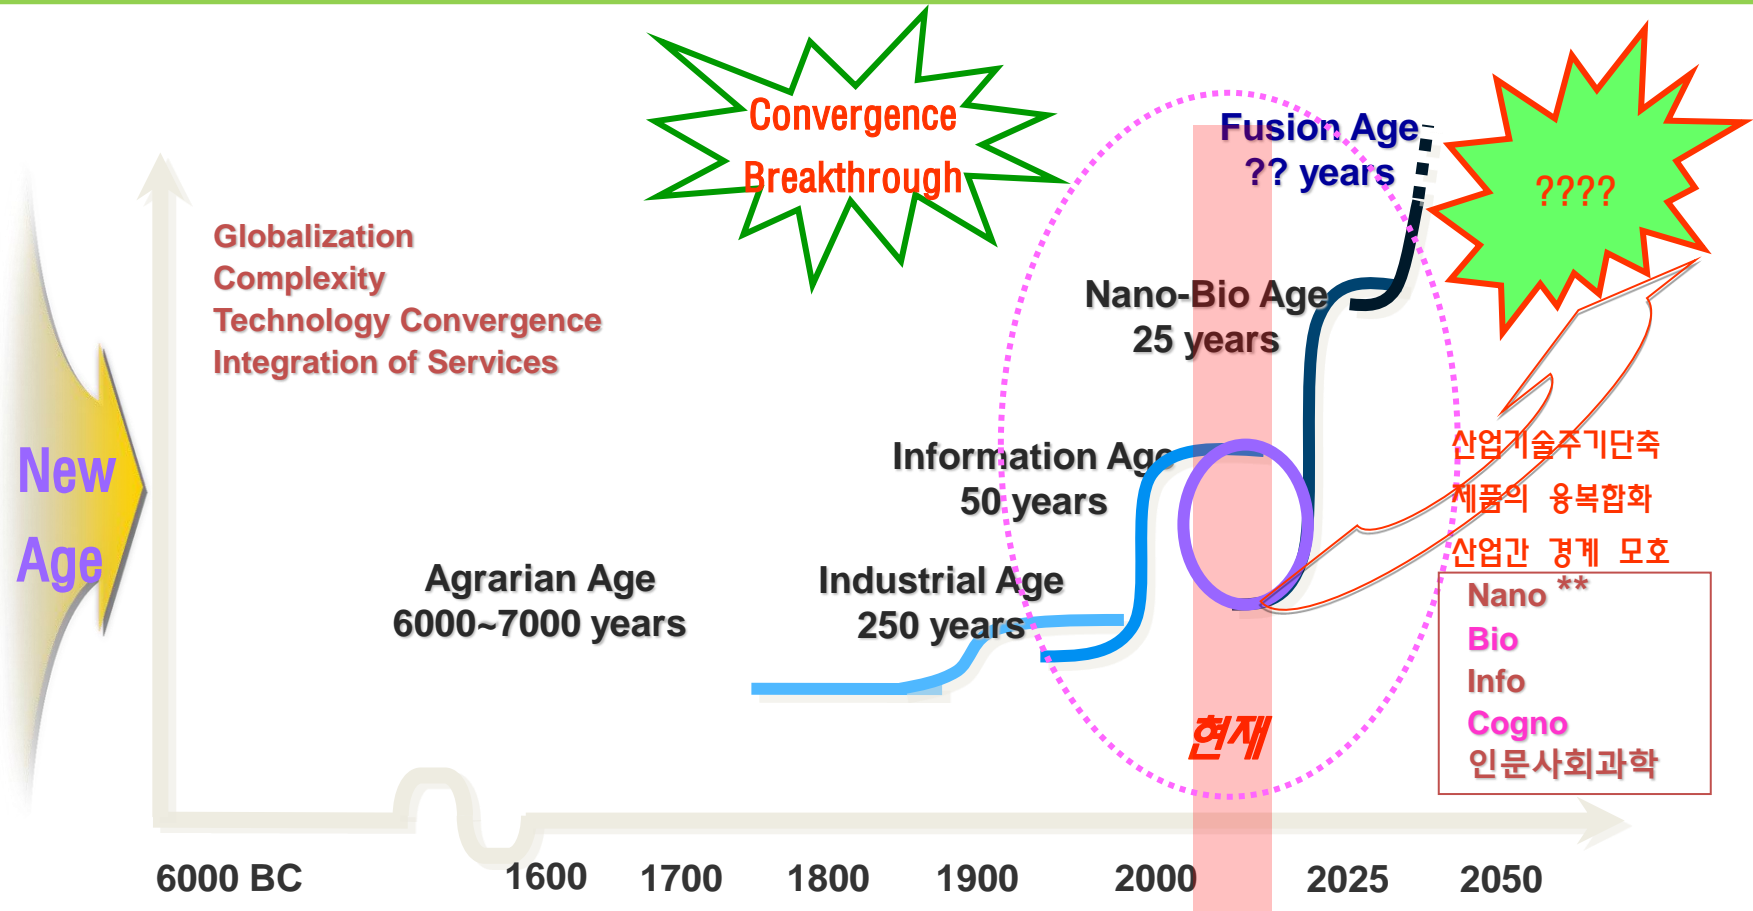 Convergence
Breakthrough
Fusion Age
?? years
????
Globalization
Complexity
Technology Convergence
Integration of Services
Nano-Bio Age
25 years
New
Age
Information Age
50 years
산업기술주기단축
제품의 융복합화
산업간 경계 모호
Agrarian Age
6000~7000 years
Industrial Age
250 years
Nano **
Bio
Info
Cogno
인문사회과학
현재
6000 BC 1600 1700 1800 1900 2000 2025 2050